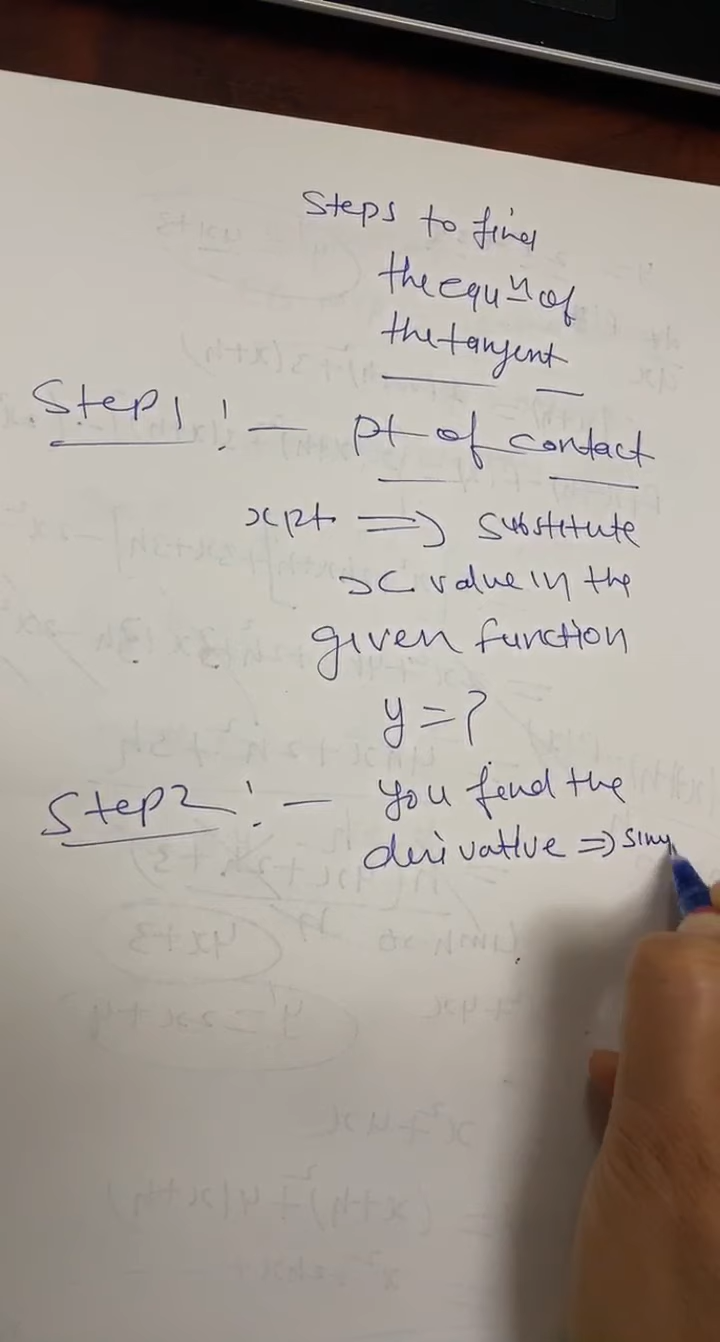 Steps to find
the equn of
the tangent
Step 1 :- pt of contact
x pt. => substitute
x value in the
given function
y = ?
Step 2 :- you find the
derivative =>